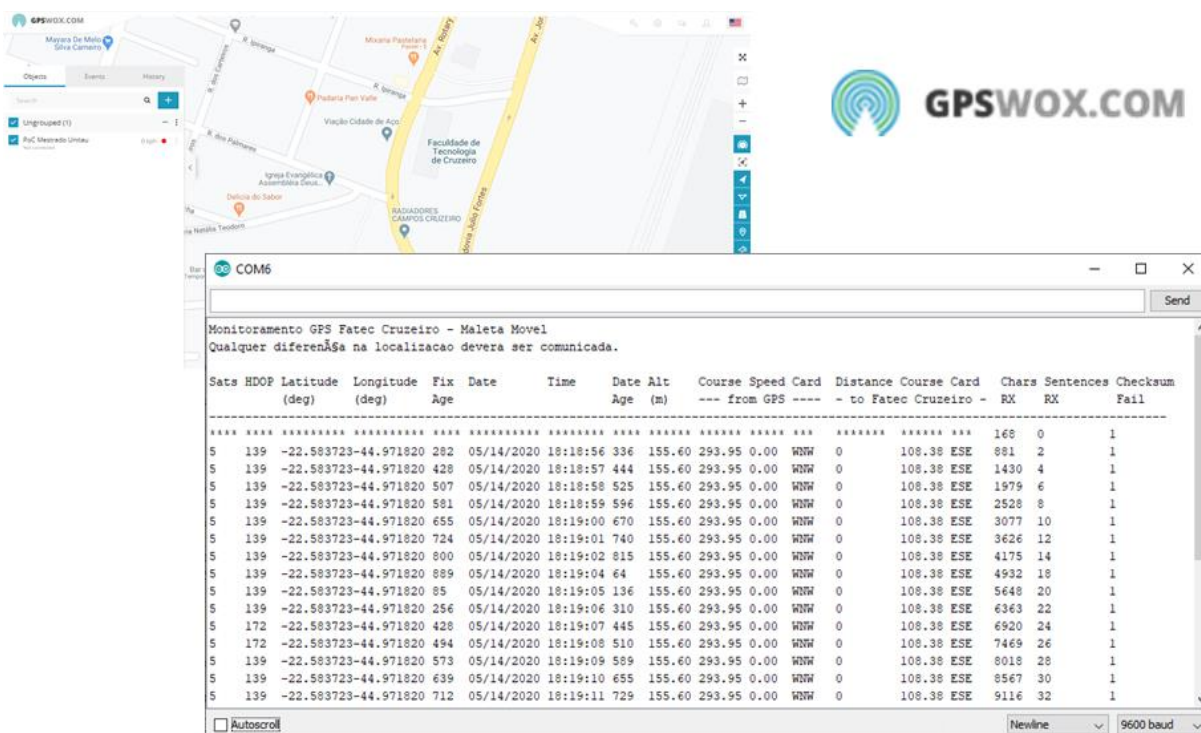 GPSWOX.COM
Mayara De Melo
Silva Carneiro
Objects Events History
Search
Ungrouped (1)
PoC Mestrado Unitau
Not connected
0 kph
R. Ipiranga
R. dos Carneiros
Mixaria Pastelaria
Av. Rotary
Av. Jor
R. Ipiranga
Padaria Pan Valle
Viação Cidade de Aço
R. dos Palmares
Faculdade de
Tecnologia
de Cruzeiro
Igreja Evangélica
Assembléia Deus...
Delícia do Sabor
RADIADORES
CAMPOS CRUZEIRO
dovia Julio Fortes
na Natália Teodoro
Bar
GPSWOX.COM
COM6
Send
Monitoramento GPS Fatec Cruzeiro - Maleta Movel
Qualquer diferenÃ§a na localizacao devera ser comunicada.
Sats HDOP Latitude Longitude Fix Date Time Date Alt Course Speed Card Distance Course Card Chars Sentences Checksum
(deg) (deg) Age Age (m) --- from GPS ---- - to Fatec Cruzeiro - RX RX Fail
**** **** ********* ********** **** ********** ******** **** ****** ****** ***** *** ******* ****** *** 168 0 1
5 139 -22.583723-44.971820 282 05/14/2020 18:18:56 336 155.60 293.95 0.00 WNW 0 108.38 ESE 881 2 1
5 139 -22.583723-44.971820 428 05/14/2020 18:18:57 444 155.60 293.95 0.00 WNW 0 108.38 ESE 1430 4 1
5 139 -22.583723-44.971820 507 05/14/2020 18:18:58 525 155.60 293.95 0.00 WNW 0 108.38 ESE 1979 6 1
5 139 -22.583723-44.971820 581 05/14/2020 18:18:59 596 155.60 293.95 0.00 WNW 0 108.38 ESE 2528 8 1
5 139 -22.583723-44.971820 655 05/14/2020 18:19:00 670 155.60 293.95 0.00 WNW 0 108.38 ESE 3077 10 1
5 139 -22.583723-44.971820 724 05/14/2020 18:19:01 740 155.60 293.95 0.00 WNW 0 108.38 ESE 3626 12 1
5 139 -22.583723-44.971820 800 05/14/2020 18:19:02 815 155.60 293.95 0.00 WNW 0 108.38 ESE 4175 14 1
5 139 -22.583723-44.971820 889 05/14/2020 18:19:04 64 155.60 293.95 0.00 WNW 0 108.38 ESE 4932 18 1
5 139 -22.583723-44.971820 85 05/14/2020 18:19:05 136 155.60 293.95 0.00 WNW 0 108.38 ESE 5648 20 1
5 139 -22.583723-44.971820 256 05/14/2020 18:19:06 310 155.60 293.95 0.00 WNW 0 108.38 ESE 6363 22 1
5 172 -22.583723-44.971820 428 05/14/2020 18:19:07 445 155.60 293.95 0.00 WNW 0 108.38 ESE 6920 24 1
5 172 -22.583723-44.971820 494 05/14/2020 18:19:08 510 155.60 293.95 0.00 WNW 0 108.38 ESE 7469 26 1
5 139 -22.583723-44.971820 573 05/14/2020 18:19:09 589 155.60 293.95 0.00 WNW 0 108.38 ESE 8018 28 1
5 139 -22.583723-44.971820 639 05/14/2020 18:19:10 655 155.60 293.95 0.00 WNW 0 108.38 ESE 8567 30 1
5 139 -22.583723-44.971820 712 05/14/2020 18:19:11 729 155.60 293.95 0.00 WNW 0 108.38 ESE 9116 32 1
Autoscroll
Newline
9600 baud